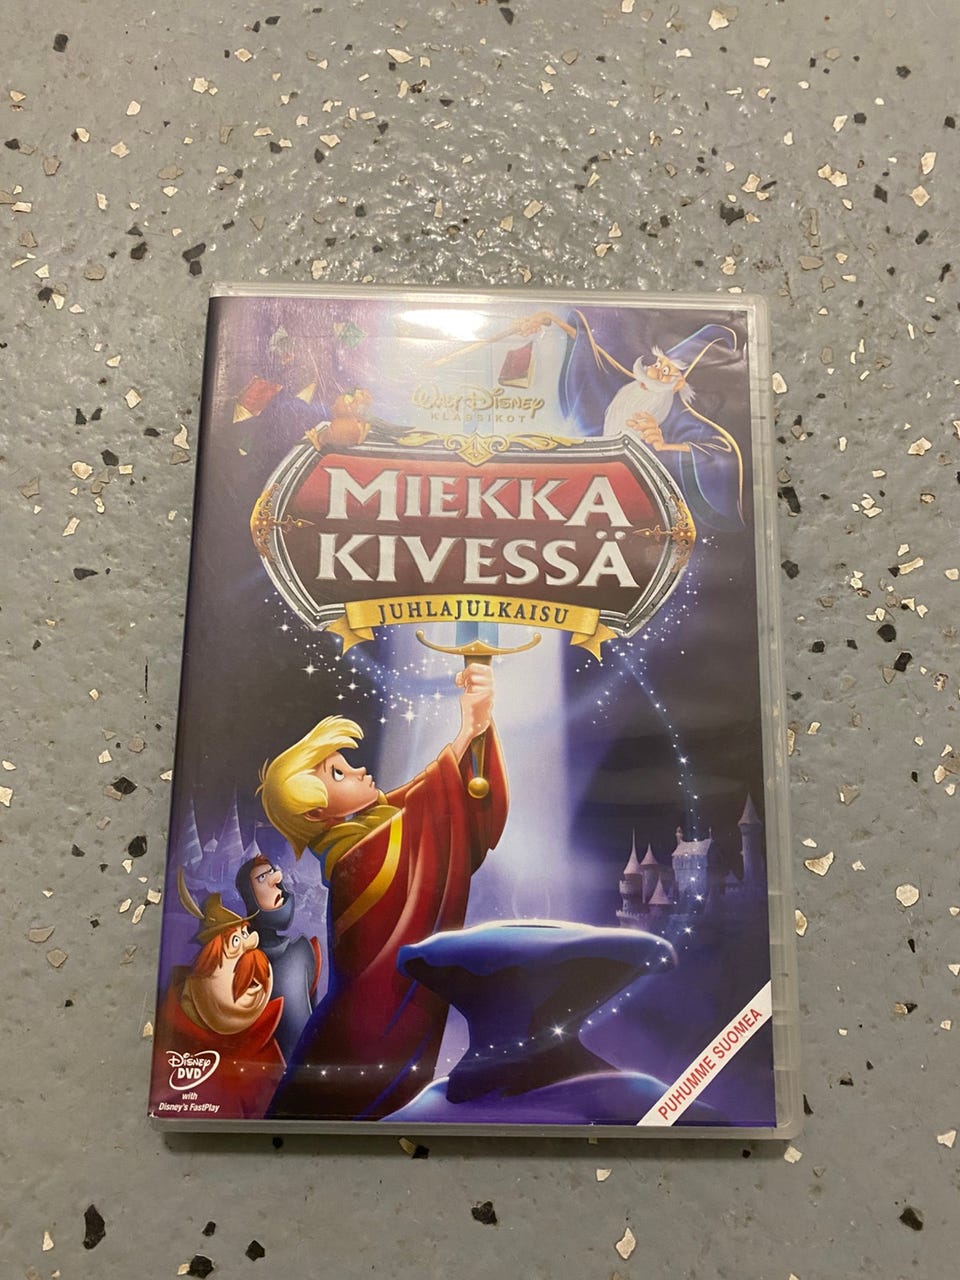 Walt Disney
KLASSIKOT
MIEKKA
KIVESSÄ
JUHLAJULKAISU
Disney
DVD
with
Disney's FastPlay
PUHUMME SUOMEA